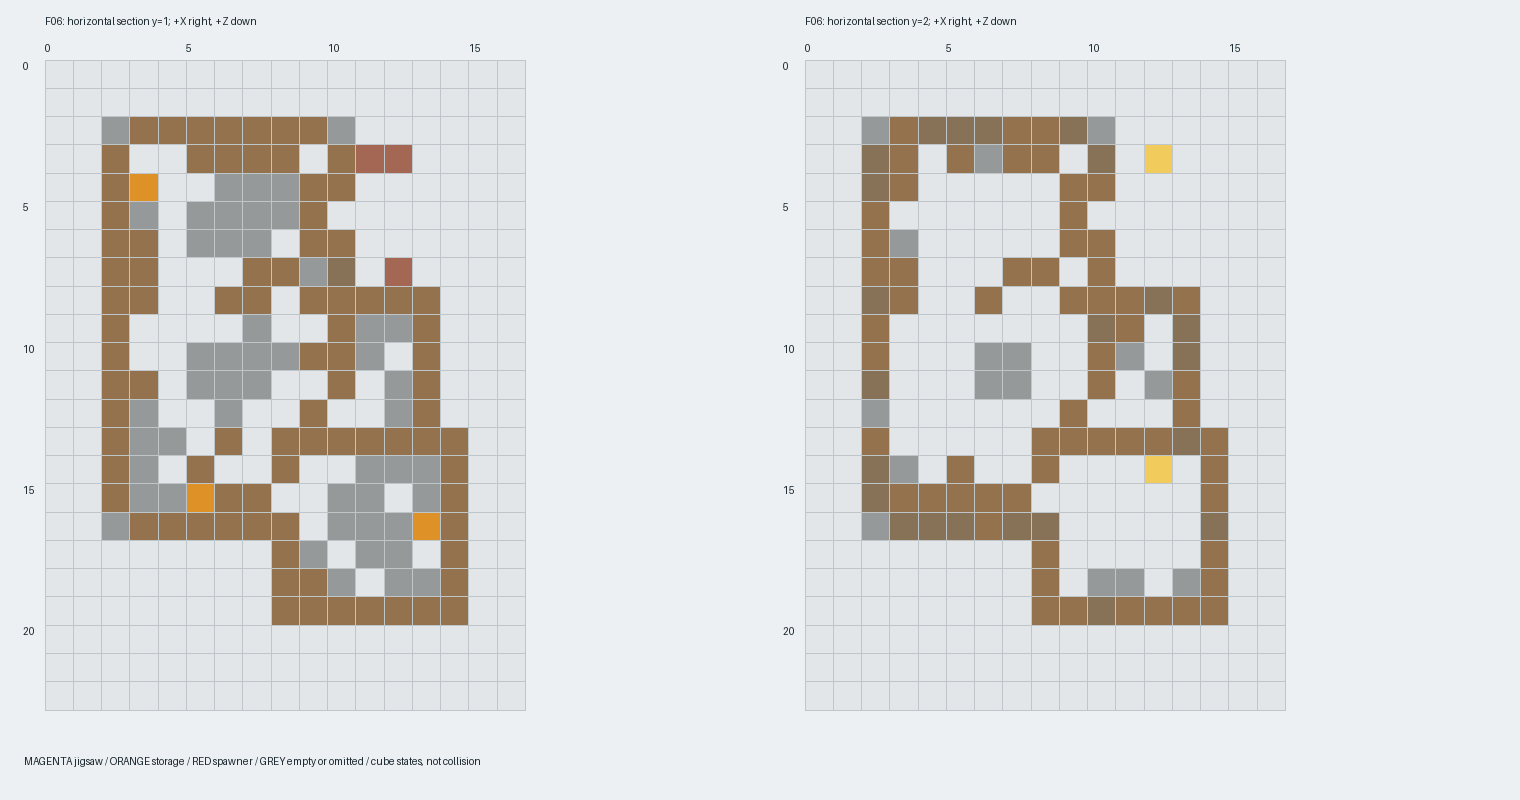 F06: horizontal section y=1; +X right, +Z down
F06: horizontal section y=2; +X right, +Z down
0 5 10 15
0 5 10 15
0
0
5
5
10
10
15
15
20
20
MAGENTA jigsaw / ORANGE storage / RED spawner / GREY empty or omitted / cube states, not collision